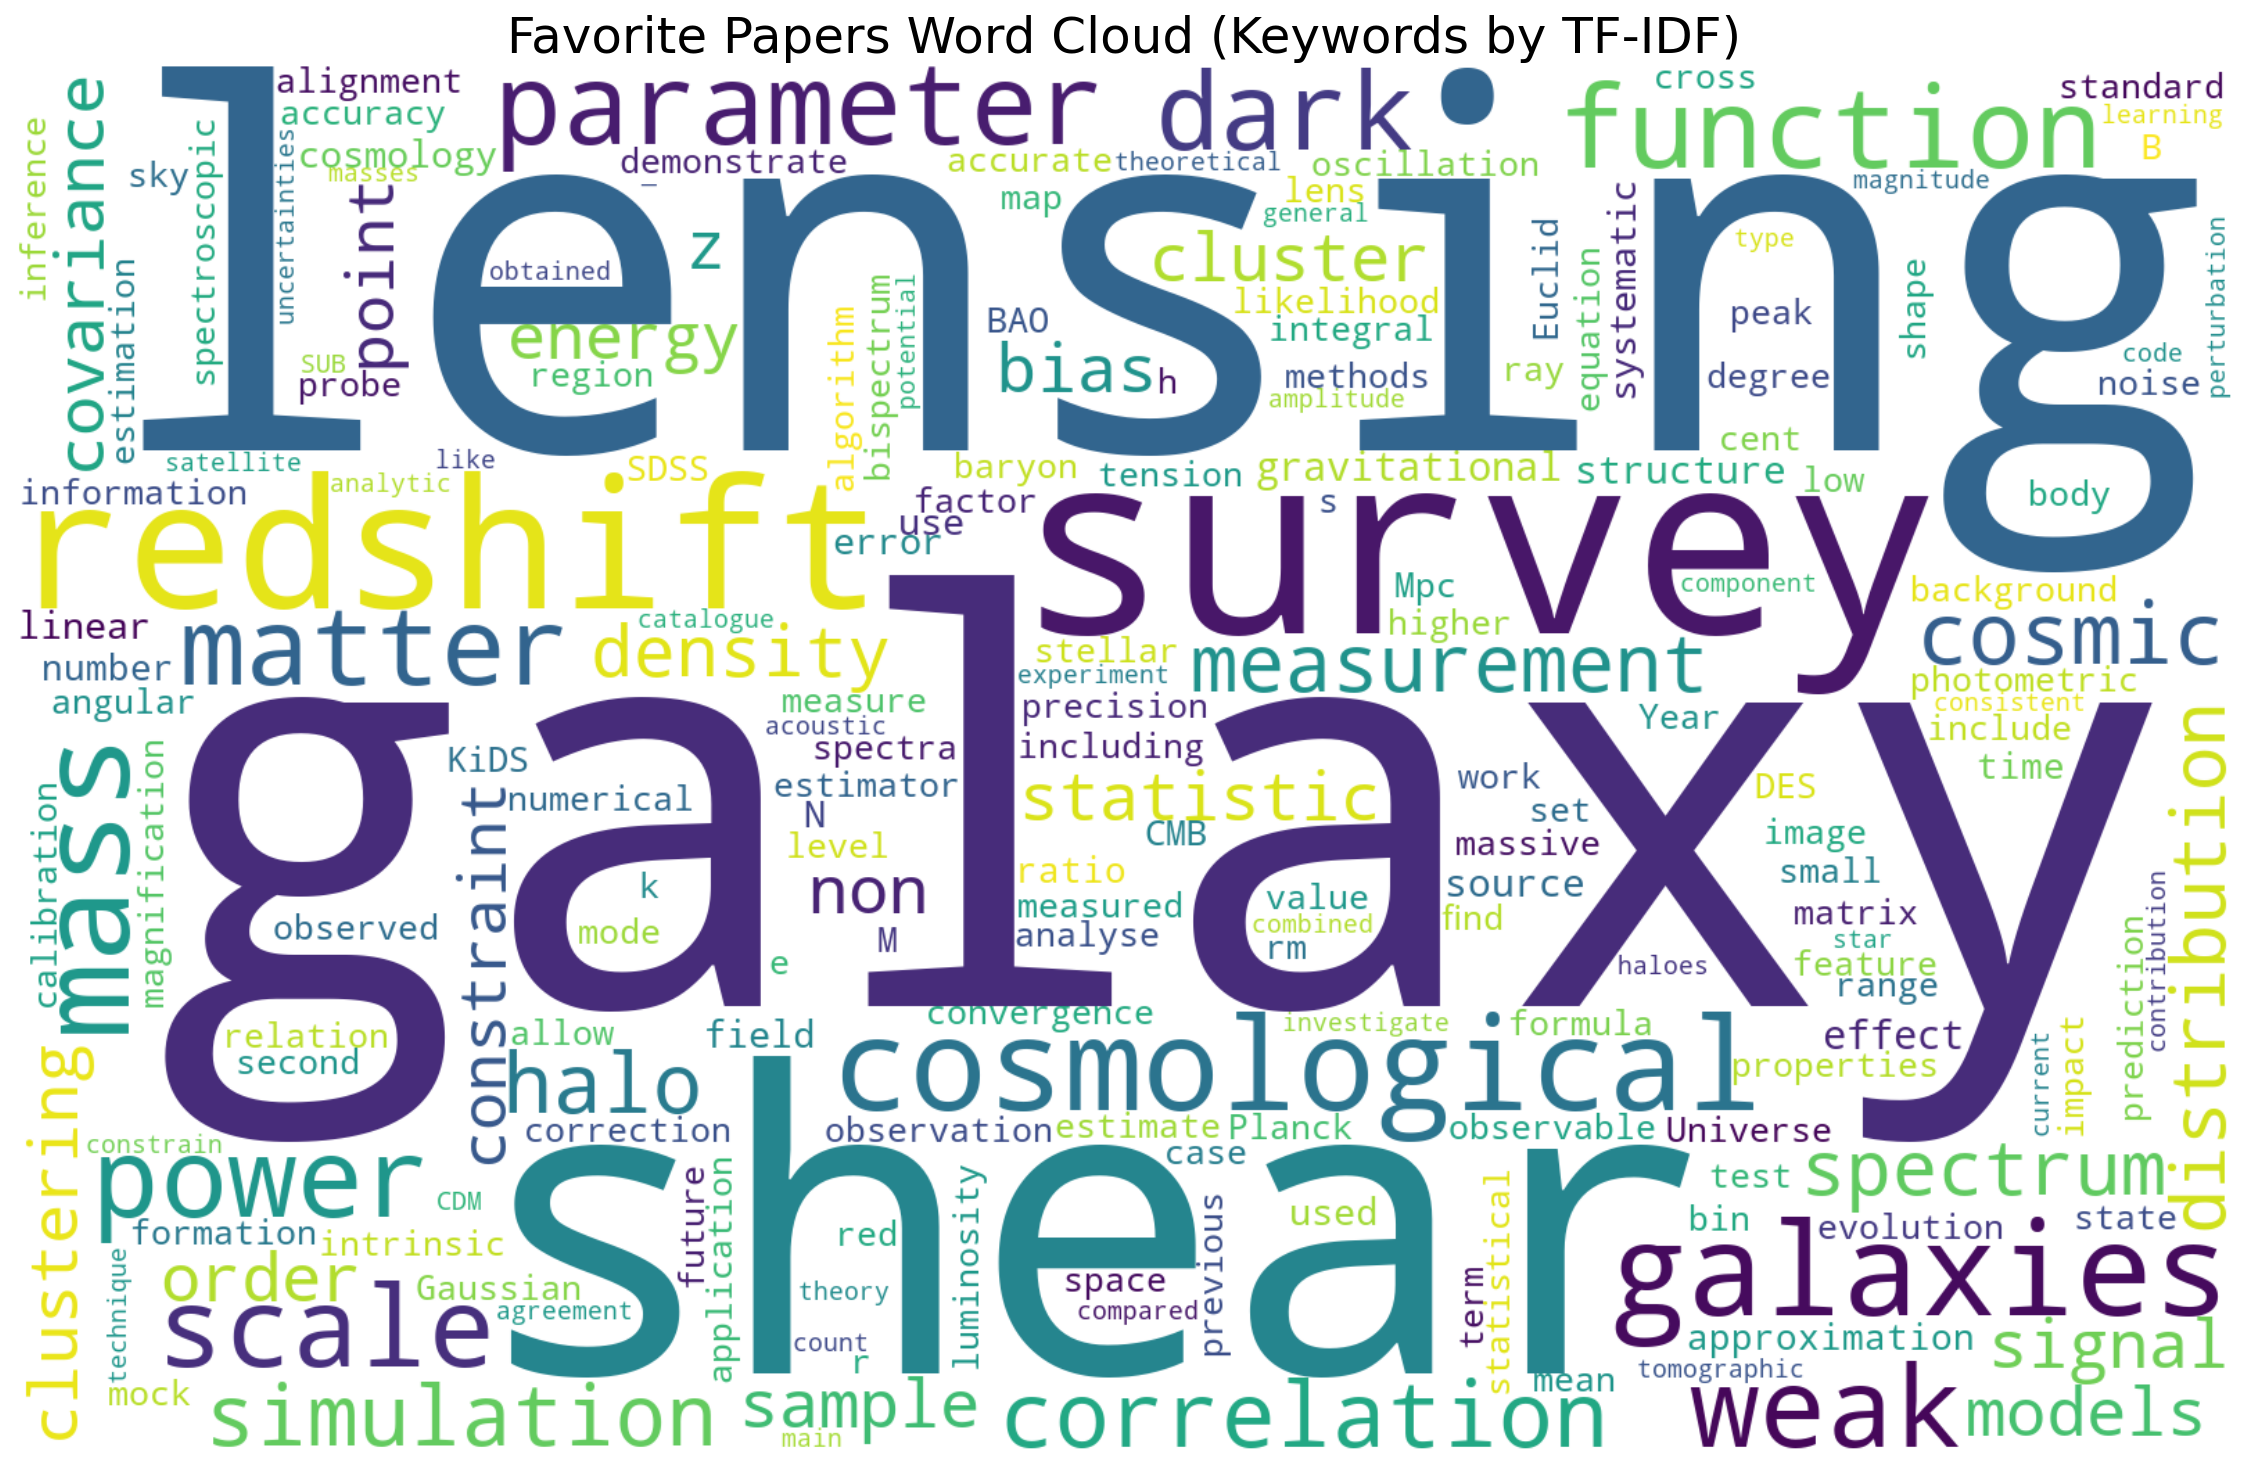 Favorite Papers Word Cloud (Keywords by TF-IDF)
lensing
galaxy
shear
survey
redshift
parameter
dark
function
cross
standard
learning
B
alignment
accuracy
cosmology
masses
covariance
inference
sky
spectroscopic
uncertainties
estimation
point
demonstrate
accurate
theoretical
oscillation
map
lens
general
magnitude
Z
obtained
energy
region
cluster
likelihood
integral
BAO
bias
h
methods
amplitude
ray
Euclid
equation
systematic
type
peak
degree
shape
perturbation
code
noise
SUB
probe
algorithm
bispectrum
potential
cent
satellite
like
analytic
SDSS
information
baryon
tension
gravitational
structure
low
body
factor
use
s
error
linear
matter
catalogue
density
number
angular
Mpc
component
higher
background
cosmic
stellar
experiment
measurement
photometric
consistent
include
time
measure
acoustic
precision
Year
spectra
including
KiDS
mass
calibration
magnification
constraint
numerical
estimator
N
level
statistic
CMB
work
set
massive
DES
image
small
distribution
k
mode
non
M
e
ratio
measured
analyse
value
combined
rm
source
find
matrix
star
feature
range
haloes
prediction
contribution
observed
relation
second
allow
field
convergence
investigate
formula
effect
properties
current
impact
halo
cosmological
correction
observation
estimate
Planck
observable
Universe
case
clustering
constrain
power
CDM
formation
intrinsic
order
Gaussian
agreement
future
application
red
theory
luminosity
space
compared
previous
used
statistical
term
test
spectrum
bin
evolution
state
galaxies
technique
scale
count
r
approximation
signal
tomographic
mean
mock
simulation
sample
main
correlation
weak
models